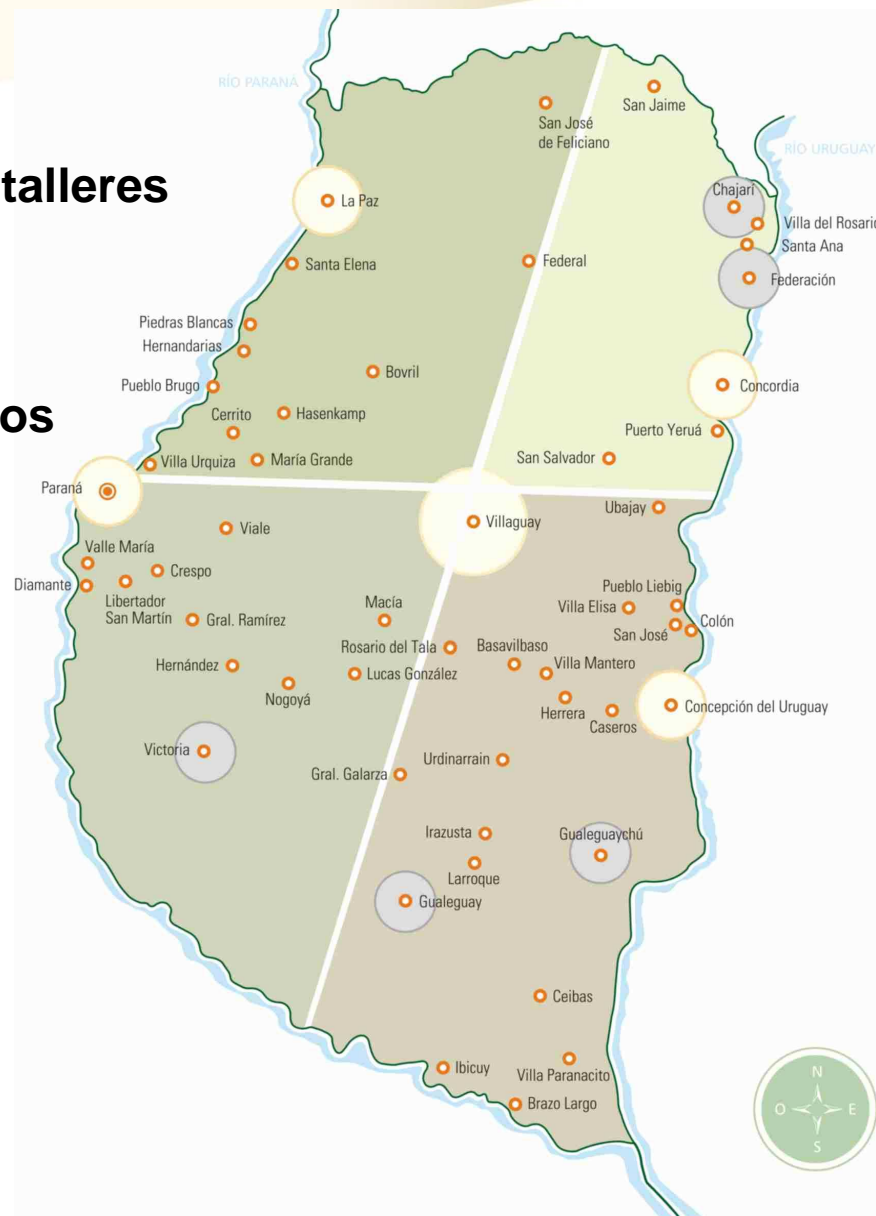 RÍO PARANÁ
San Jaime
San José
de Feliciano
RÍO URUGUAY
talleres
La Paz
Chajarí
Villa del Rosario
Santa Ana
Santa Elena
Federal
Federación
Piedras Blancas
Hernandarias
Bovril
Pueblo Brugo
Concordia
os
Cerrito
Hasenkamp
Puerto Yeruá
Villa Urquiza
María Grande
San Salvador
Paraná
Ubajay
Villaguay
Viale
Valle María
Crespo
Diamante
Libertador
San Martín
Gral. Ramírez
Macía
Pueblo Liebig
Villa Elisa
San José
Colón
Rosario del Tala
Basavilbaso
Hernández
Lucas González
Villa Mantero
Nogoyá
Herrera
Caseros
Concepción del Uruguay
Victoria
Urdinarrain
Gral. Galarza
Irazusta
Gualeguaychú
Larroque
Gualeguay
Ceibas
Ibicuy
Villa Paranacito
Brazo Largo
N
O
E
S